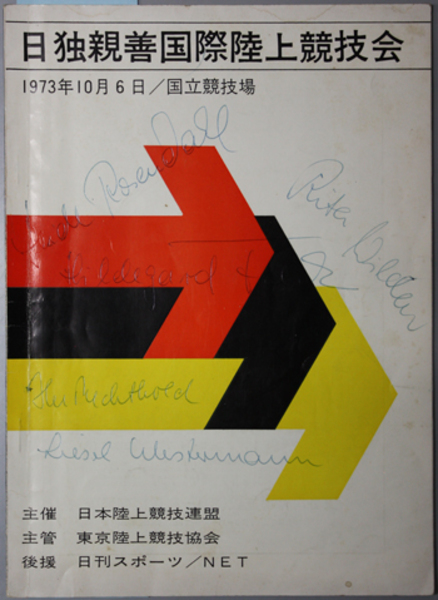 日独親善国際陸上競技会
1973年10月6日/国立競技場
Heide Rosendahl
Rita Wilden
Hildegard Falck
Liesel Westermann
主催 日本陸上競技連盟
主管 東京陸上競技協会
後援 日刊スポーツ/NET